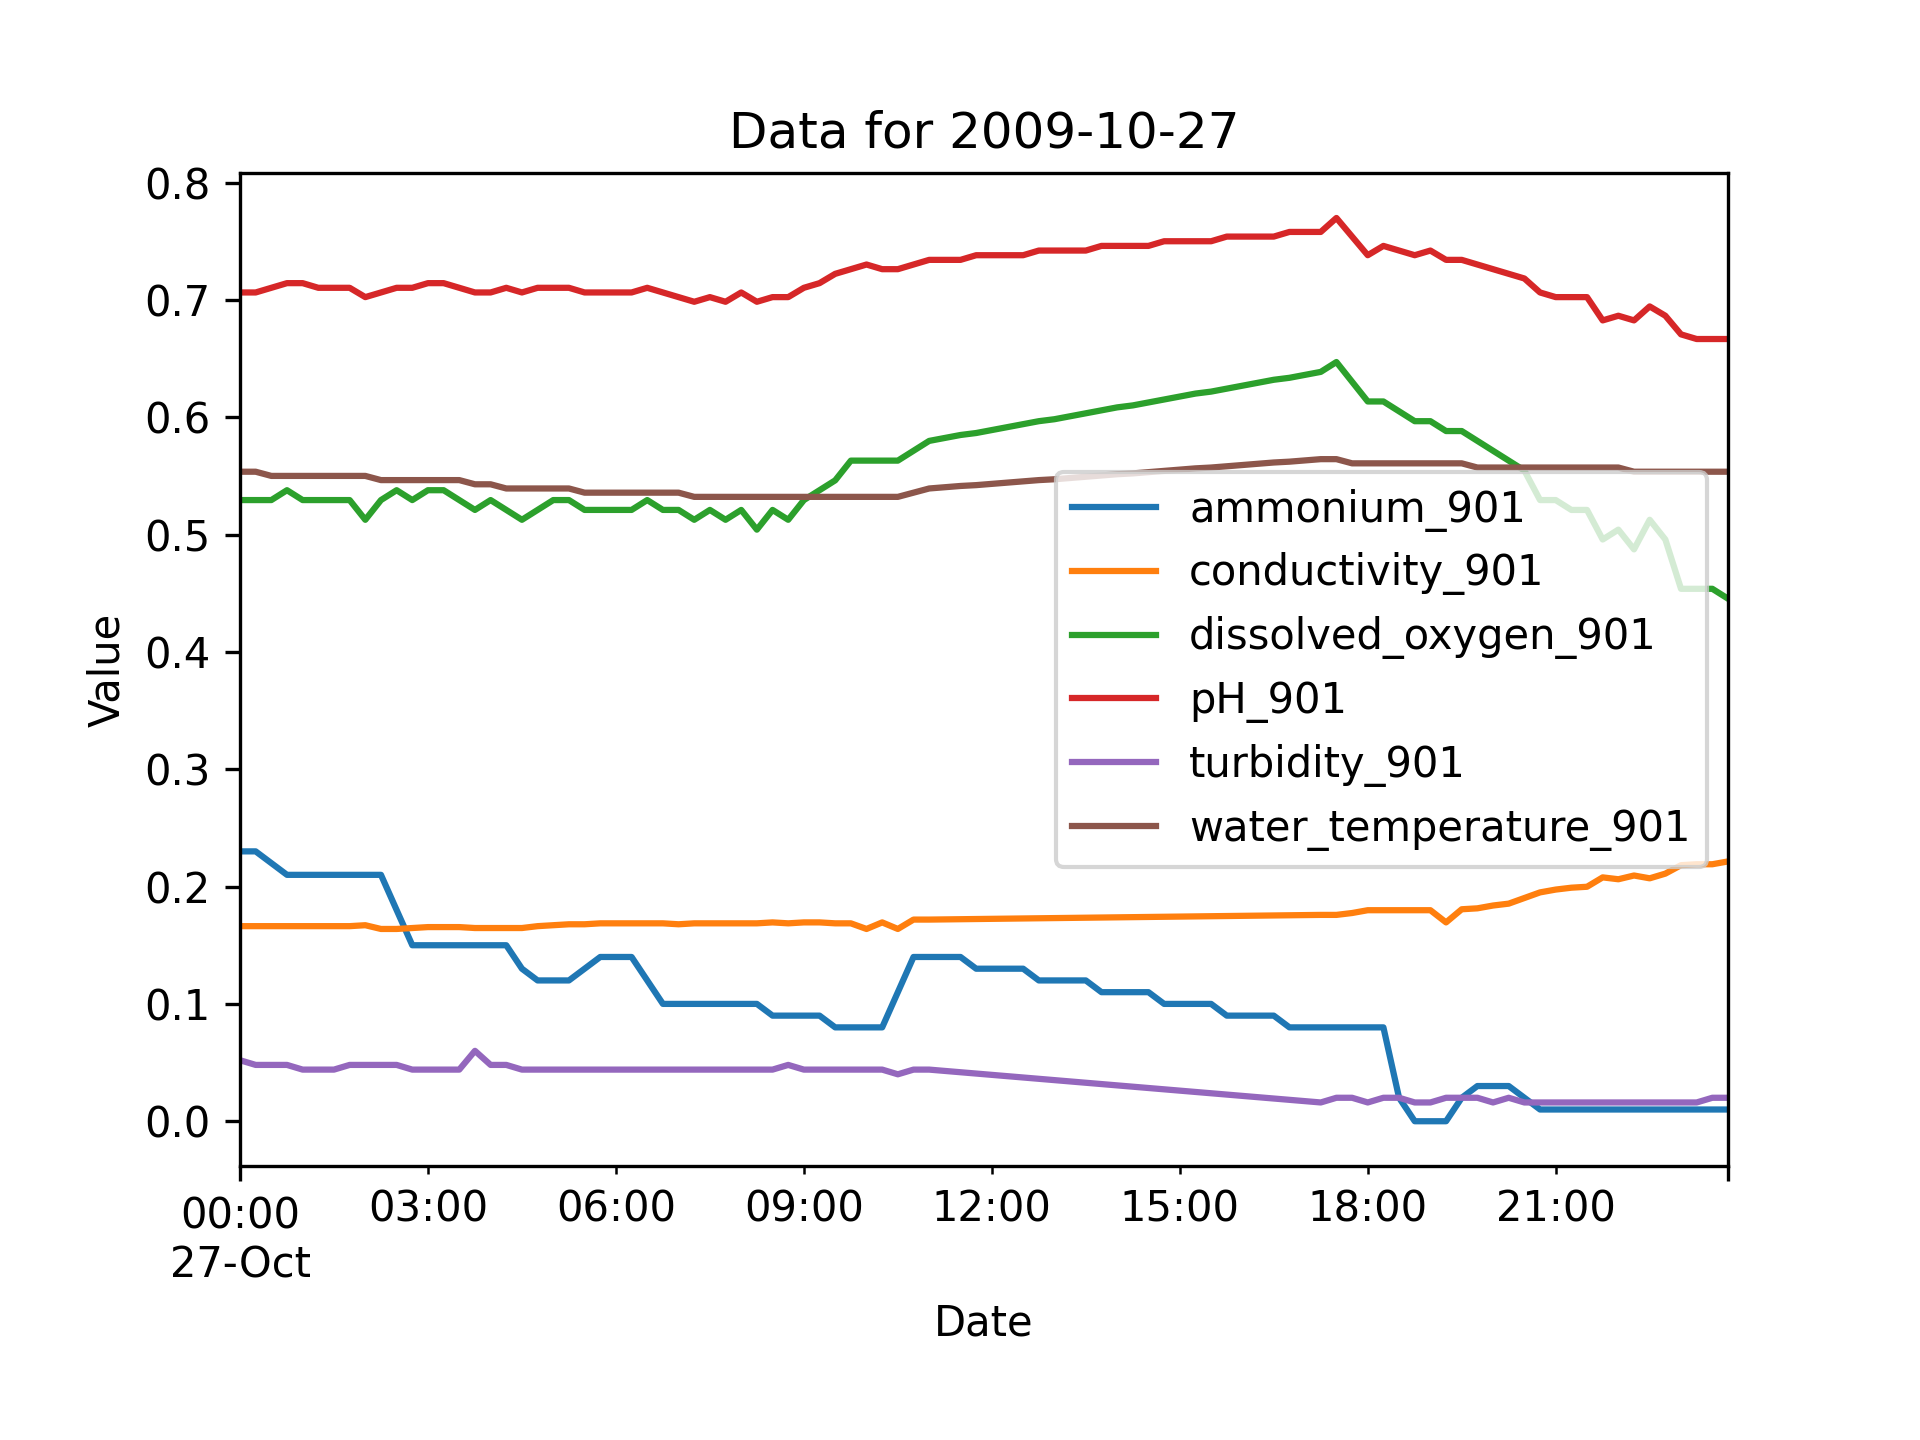 Data for 2009-10-27
0.8
0.7
0.6
0.5
0.4
0.3
0.2
0.1
0.0
Value
ammonium_901
conductivity_901
dissolved_oxygen_901
pH_901
turbidity_901
water_temperature_901
00:00 03:00 06:00 09:00 12:00 15:00 18:00 21:00
27-Oct
Date